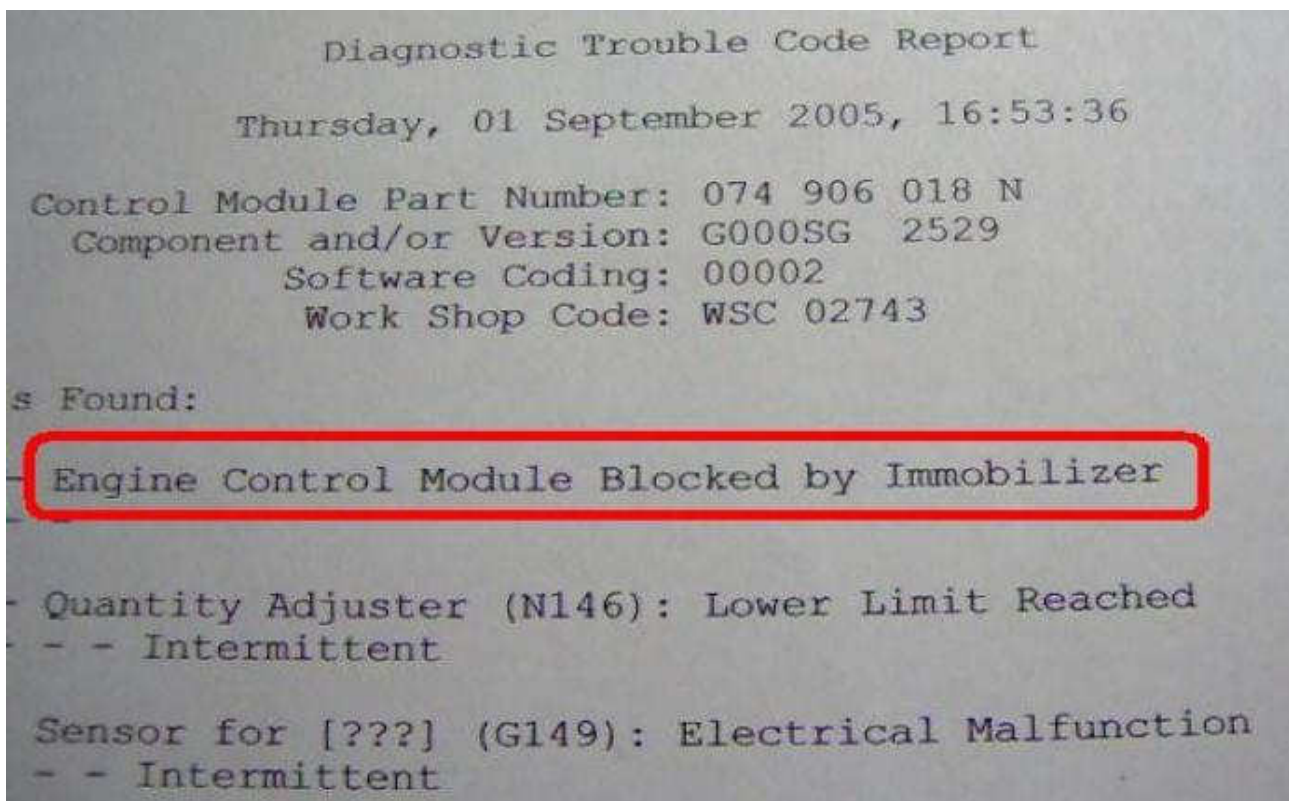 Diagnostic Trouble Code Report
Thursday, 01 September 2005, 16:53:36
Control Module Part Number: 074 906 018 N
Component and/or Version: G000SG 2529
Software Coding: 00002
Work Shop Code: WSC 02743
s Found:
- Engine Control Module Blocked by Immobilizer
- -
- Quantity Adjuster (N146): Lower Limit Reached
- - - Intermittent
Sensor for [???] (G149): Electrical Malfunction
- - Intermittent